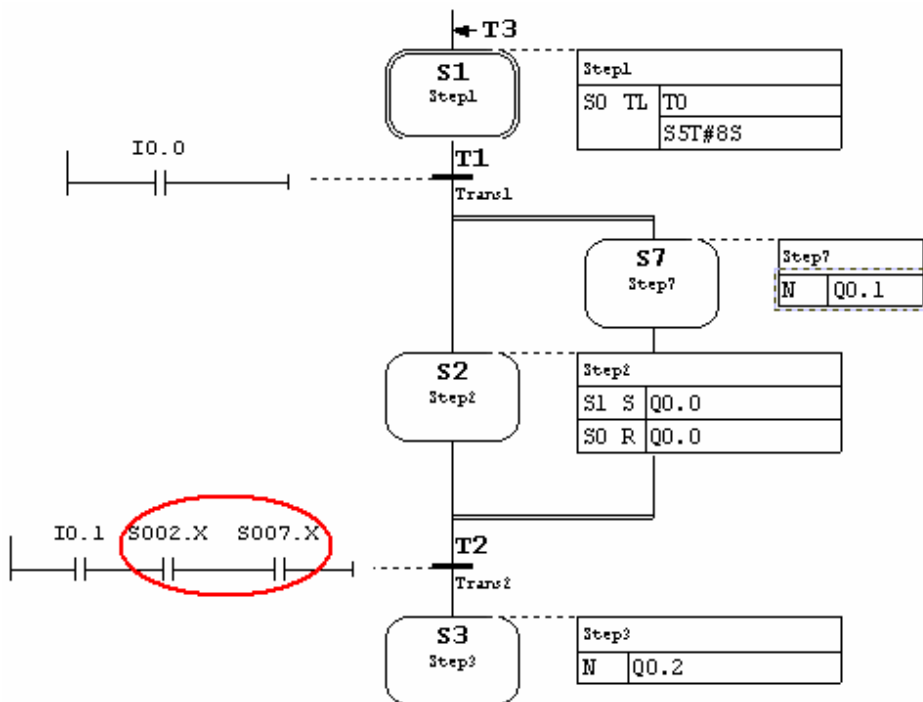 T3
S1
Step1
Step1
S0 TL T0
S5T#8S
I0.0
T1
Trans1
S7
Step7
Step7
N Q0.1
S2
Step2
Step2
S1 S Q0.0
S0 R Q0.0
I0.1 S002.X S007.X
T2
Trans2
S3
Step3
Step3
N Q0.2